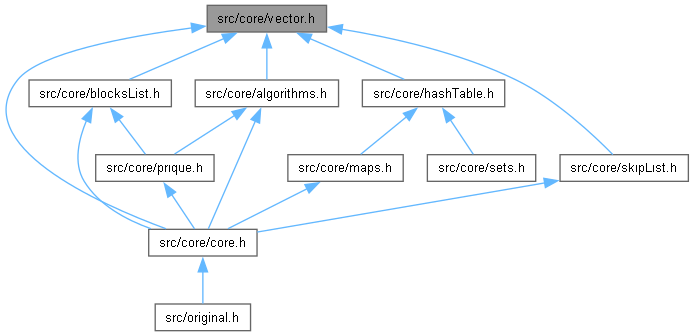 src/core/vector.h
src/core/blocksList.h
src/core/algorithms.h
src/core/hashTable.h
src/core/prique.h
src/core/maps.h
src/core/sets.h
src/core/skipList.h
src/core/core.h
src/original.h